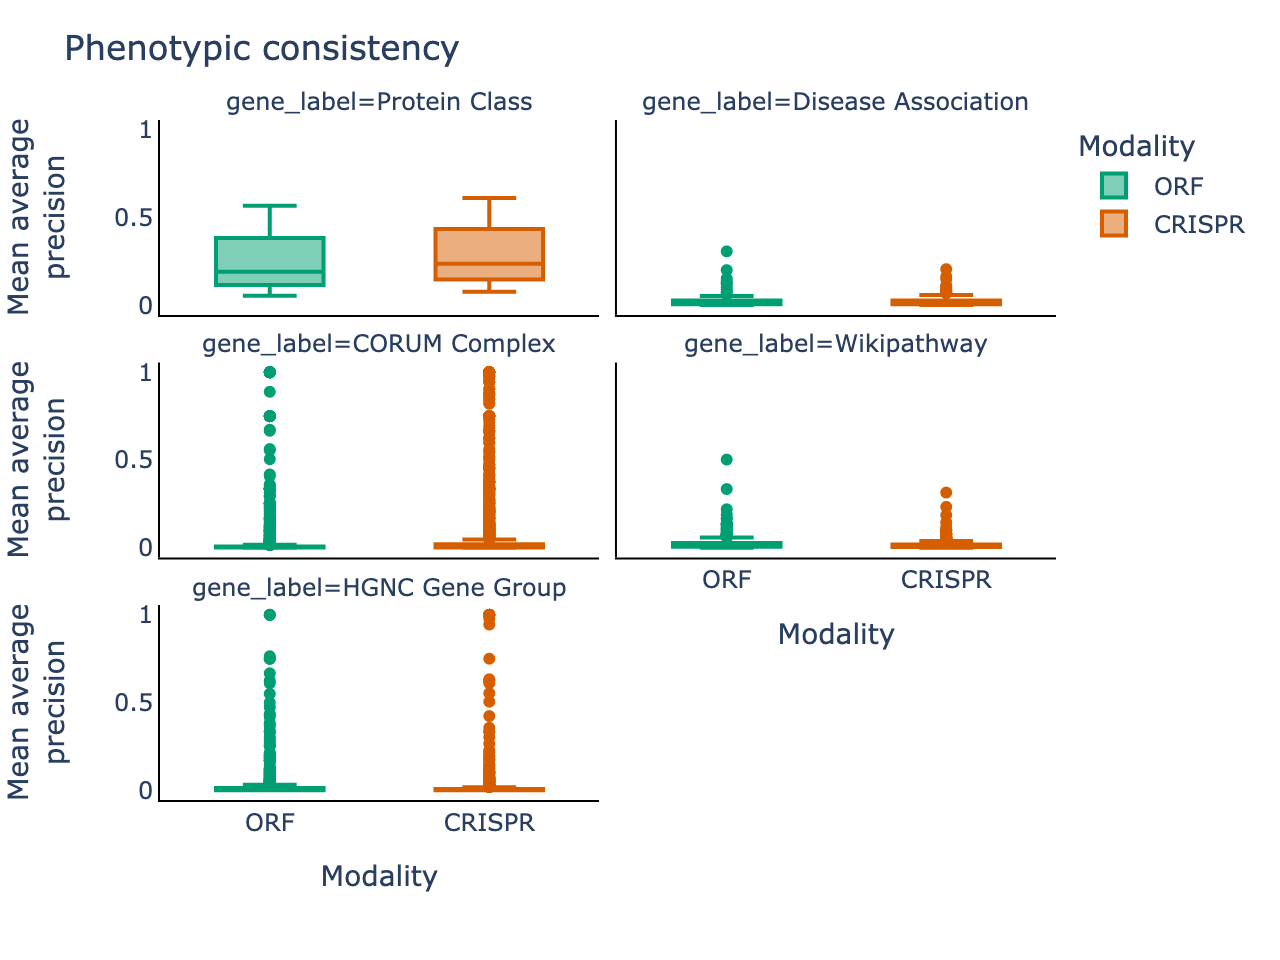 Phenotypic consistency
gene_label=Protein Class
gene_label=Disease Association
Mean average
precision
1
0.5
0
Modality
ORF
CRISPR
gene_label=CORUM Complex
gene_label=Wikipathway
Mean average
precision
1
0.5
0
ORF
CRISPR
Modality
gene_label=HGNC Gene Group
Mean average
precision
1
0.5
0
ORF
CRISPR
Modality